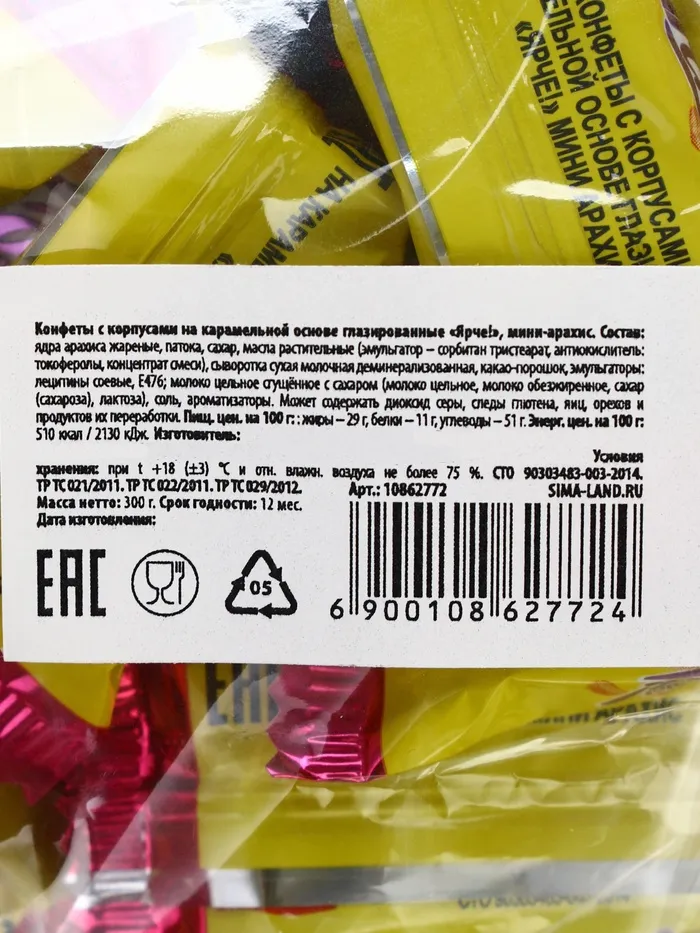 КОНФЕТЫ С КОРПУСАМИ
ЕЛЬНОЙ ОСНОВЕ ГЛАЗИ
«ЯРЧЕ!» МИНИ АРАХИ
НА КАРАМ
Конфеты с корпусами на карамельной основе глазированные «Ярче!», мини-арахис. Состав:
ядра арахиса жареные, патока, сахар, масла растительные (эмульгатор – сорбитан тристеарат, антиокислитель:
токоферолы, концентрат смеси), сыворотка сухая молочная деминерализованная, какао-порошок, эмульгаторы:
лецитины соевые, Е476; молоко цельное сгущённое с сахаром (молоко цельное, молоко обезжиренное, сахар
(сахароза), лактоза), соль, ароматизаторы. Может содержать диоксид серы, следы глютена, яиц, орехов и
продуктов их переработки. Пищ. цен. на 100 г: : жиры – 29 г, белки – 11 г, углеводы – 51 г. Энерг. цен. на 100 г:
510 ккал / 2130 кДж. Изготовитель:
Условия
хранения: при t +18 (±3) °С и отн. влажн. воздуха не более 75 %. СТО 90303483-003-2014.
ТР ТС 021/2011. ТР ТС 022/2011. ТР ТС 029/2012. Арт.: 10862772 SIMA-LAND.RU
Масса нетто: 300 г. Срок годности: 12 мес.
Дата изготовления:
ЕАС
05
6 900108 627724
ЕАС